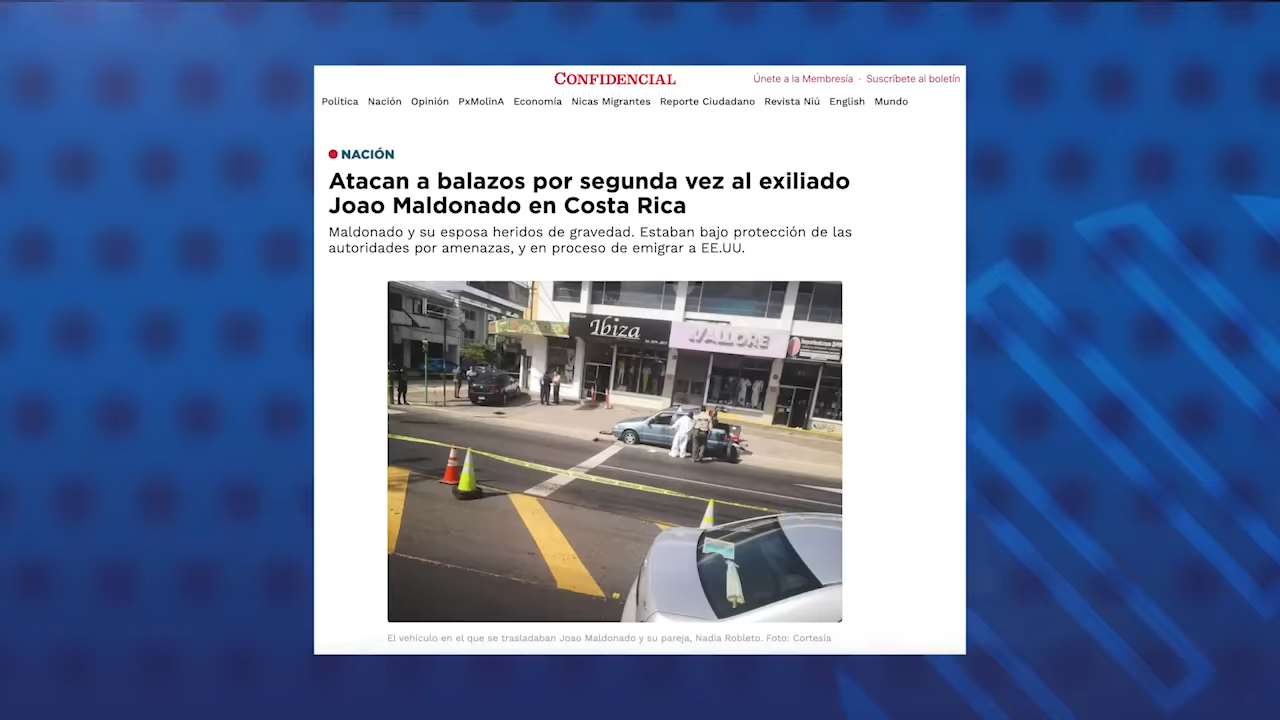 CONFIDENCIAL
Únete a la Membresía · Suscríbete al boletín
Política Nación Opinión PxMolinA Economía Nicas Migrantes Reporte Ciudadano Revista Niú English Mundo
NACIÓN
Atacan a balazos por segunda vez al exiliado
Joao Maldonado en Costa Rica
Maldonado y su esposa heridos de gravedad. Estaban bajo protección de las
autoridades por amenazas, y en proceso de emigrar a EE.UU.
Ibiza
VALLORE
El vehículo en el que se trasladaban Joao Maldonado y su pareja, Nadia Robleto. Foto: Cortesía